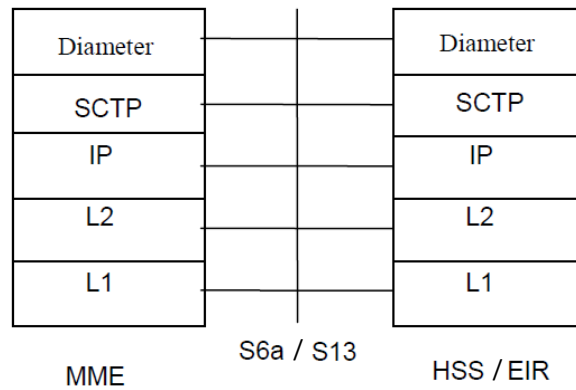 Diameter
SCTP
IP
L2
L1
MME
S6a / S13
Diameter
SCTP
IP
L2
L1
HSS / EIR